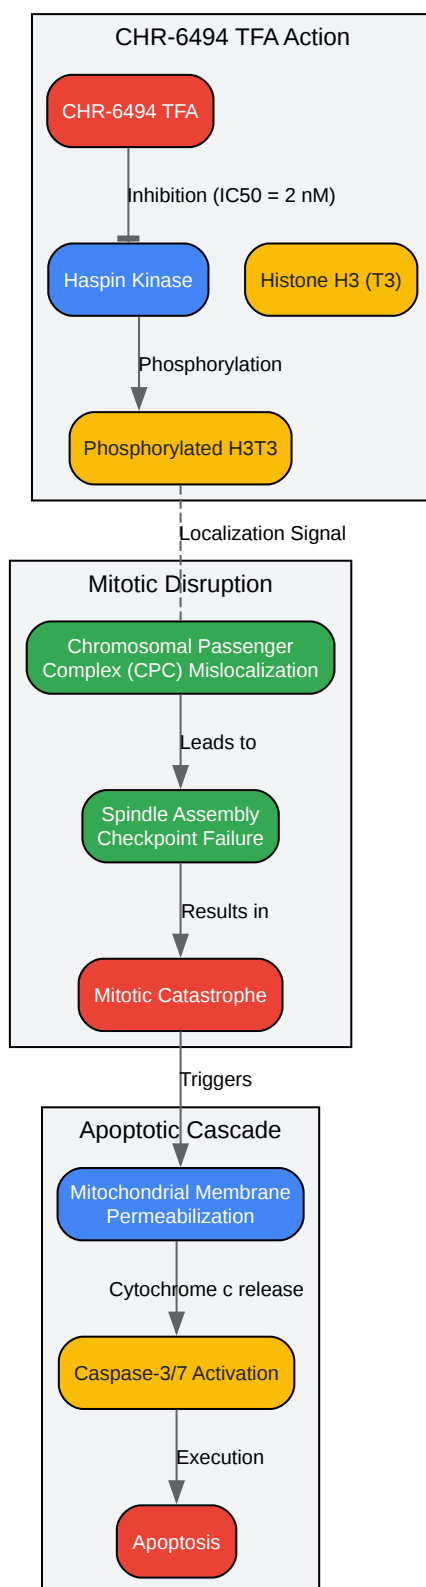 CHR-6494 TFA Action
CHR-6494 TFA
Inhibition (IC50 = 2 nM)
Haspin Kinase
Histone H3 (T3)
Phosphorylation
Phosphorylated H3T3
Localization Signal
Mitotic Disruption
Chromosomal Passenger
Complex (CPC) Mislocalization
Leads to
Spindle Assembly
Checkpoint Failure
Results in
Mitotic Catastrophe
Triggers
Apoptotic Cascade
Mitochondrial Membrane
Permeabilization
Cytochrome c release
Caspase-3/7 Activation
Execution
Apoptosis